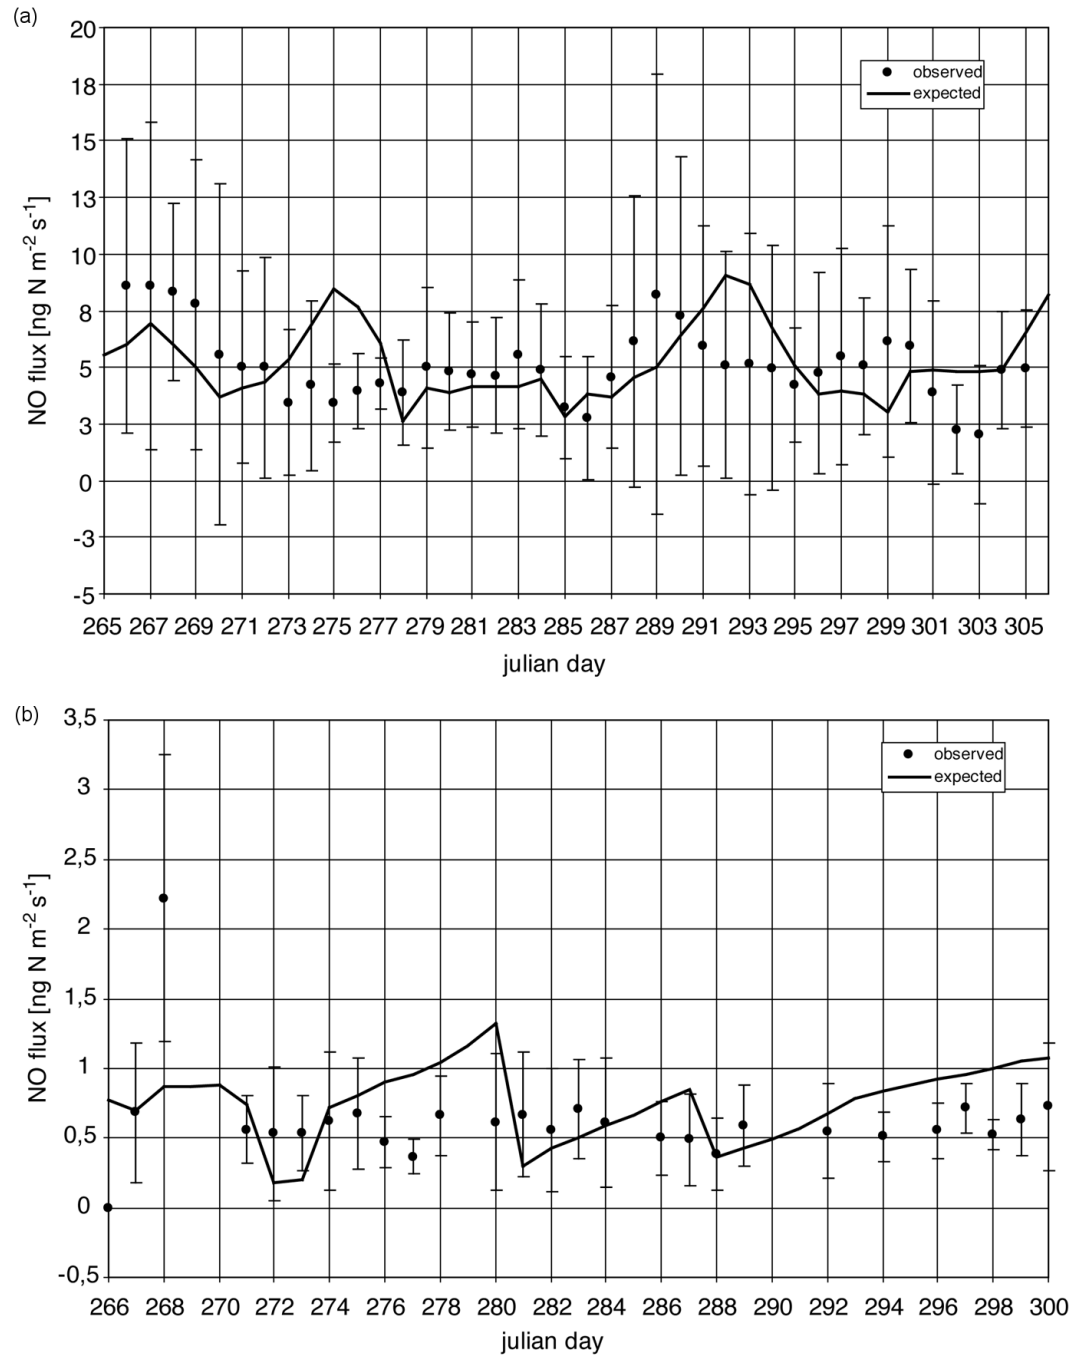 (a)
20
18
15
13
10
8
5
3
0
-3
-5
NO flux [ng N m-2 s-1]
observed
expected
265 267 269 271 273 275 277 279 281 283 285 287 289 291 293 295 297 299 301 303 305
julian day
(b)
3,5
3
2,5
2
1,5
1
0,5
0
-0,5
NO flux [ng N m-2 s-1]
observed
expected
266 268 270 272 274 276 278 280 282 284 286 288 290 292 294 296 298 300
julian day